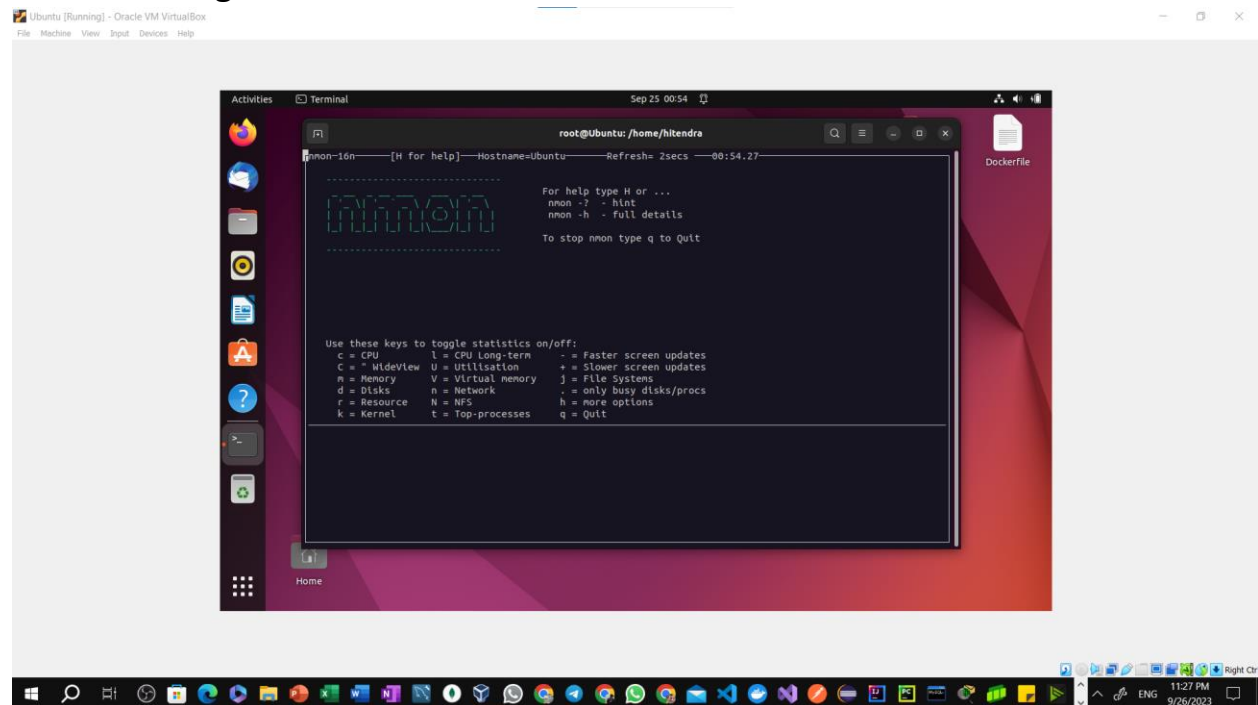 Ubuntu [Running] - Oracle VM VirtualBox
File Machine View Input Devices Help
Activities Terminal Sep 25 00:54
root@Ubuntu: /home/hitendra
Dockerfile
nmon-16n [H for help] Hostname=Ubuntu Refresh= 2secs 00:54.27
nmon
For help type H or ...
nmon -? - hint
nmon -h - full details
To stop nmon type q to Quit
Use these keys to toggle statistics on/off:
c = CPU l = CPU Long-term - = Faster screen updates
C = " WideView U = Utilisation + = Slower screen updates
m = Memory V = Virtual memory j = File Systems
d = Disks n = Network . = only busy disks/procs
r = Resource N = NFS h = more options
k = Kernel t = Top-processes q = Quit
Home
Right Ctr
ENG
11:27 PM
9/26/2023